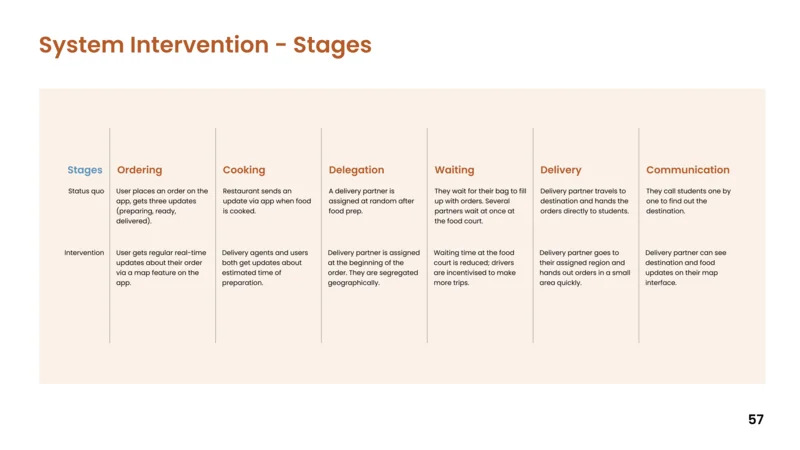 System Intervention - Stages
Stages
Ordering
Cooking
Delegation
Waiting
Delivery
Communication
Status quo
User places an order on the
app, gets three updates
(preparing, ready,
delivered).
Restaurant sends an
update via app when food
is cooked.
A delivery partner is
assigned at random after
food prep.
They wait for their bag to fill
up with orders. Several
partners wait at once at
the food court.
Delivery partner travels to
destination and hands the
orders directly to students.
They call students one by
one to find out the
destination.
Intervention
User gets regular real-time
updates about their order
via a map feature on the
app.
Delivery agents and users
both get updates about
estimated time of
preparation.
Delivery partner is assigned
at the beginning of the
order. They are segregated
geographically.
Waiting time at the food
court is reduced; drivers
are incentivised to make
more trips.
Delivery partner goes to
their assigned region and
hands out orders in a small
area quickly.
Delivery partner can see
destination and food
updates on their map
interface.
57